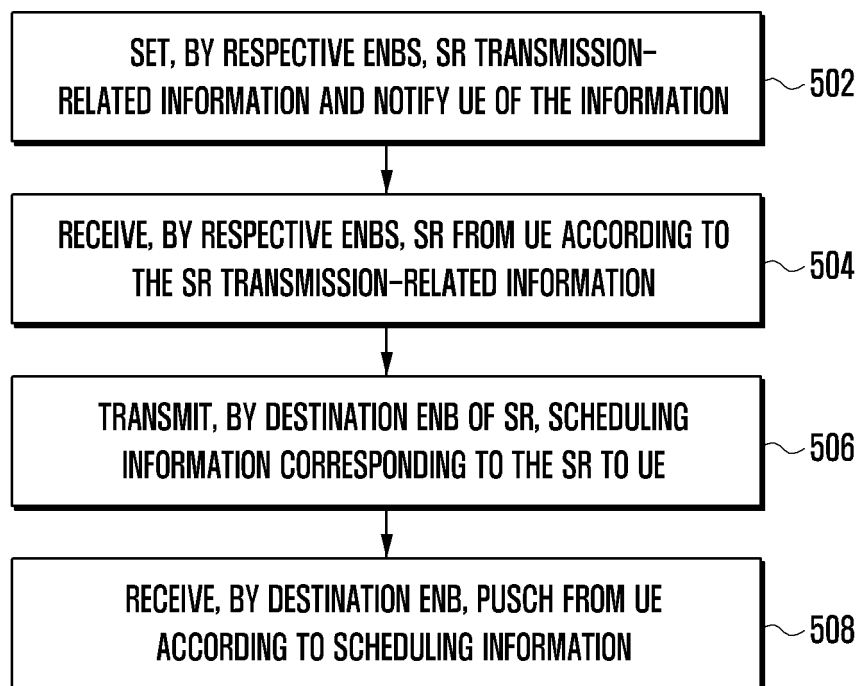 SET, BY RESPECTIVE ENBS, SR TRANSMISSION-
RELATED INFORMATION AND NOTIFY UE OF THE INFORMATION
502
RECEIVE, BY RESPECTIVE ENBS, SR FROM UE ACCORDING TO
THE SR TRANSMISSION-RELATED INFORMATION
504
TRANSMIT, BY DESTINATION ENB OF SR, SCHEDULING
INFORMATION CORRESPONDING TO THE SR TO UE
506
RECEIVE, BY DESTINATION ENB, PUSCH FROM UE
ACCORDING TO SCHEDULING INFORMATION
508